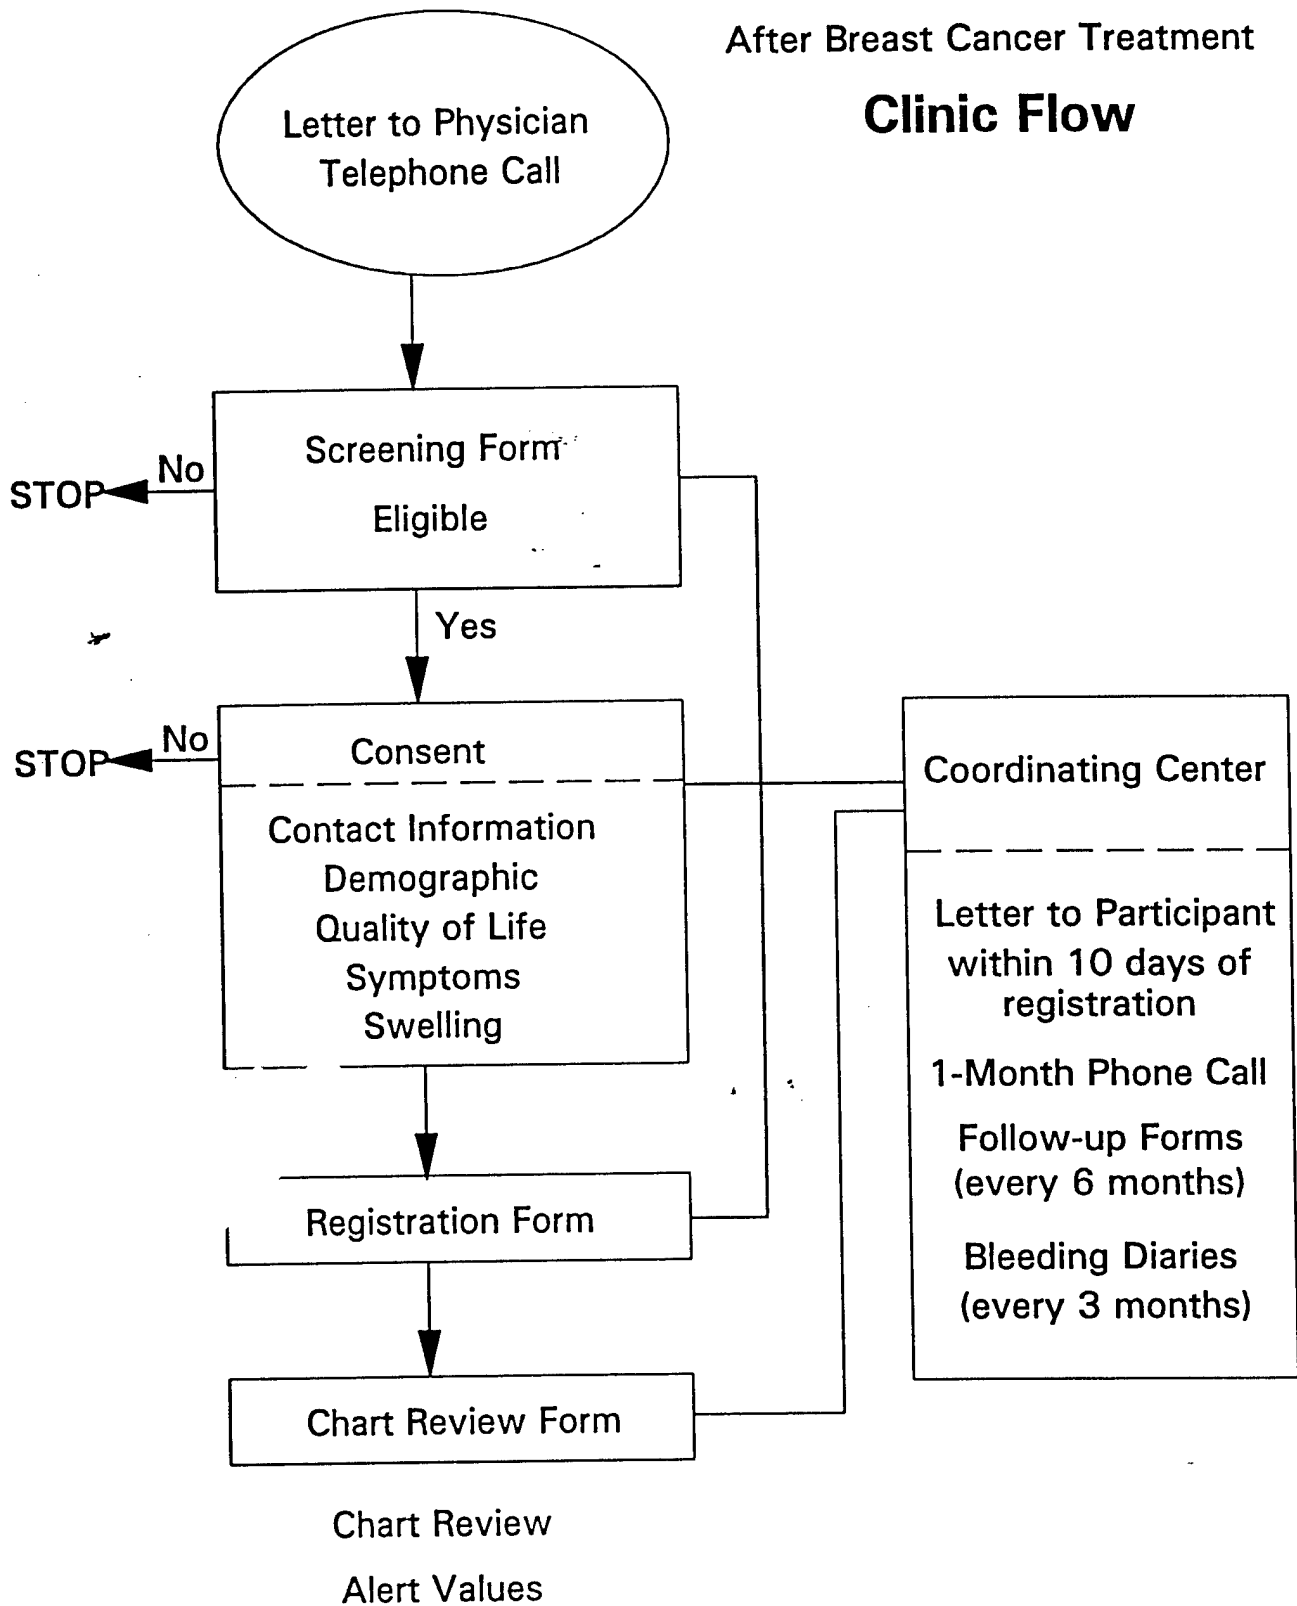 After Breast Cancer Treatment
Clinic Flow
Letter to Physician
Telephone Call
Screening Form
Eligible
No
STOP
Yes
No
STOP
Consent
Contact Information
Demographic
Quality of Life
Symptoms
Swelling
Registration Form
Chart Review Form
Chart Review
Alert Values
Coordinating Center
Letter to Participant
within 10 days of
registration
1-Month Phone Call
Follow-up Forms
(every 6 months)
Bleeding Diaries
(every 3 months)